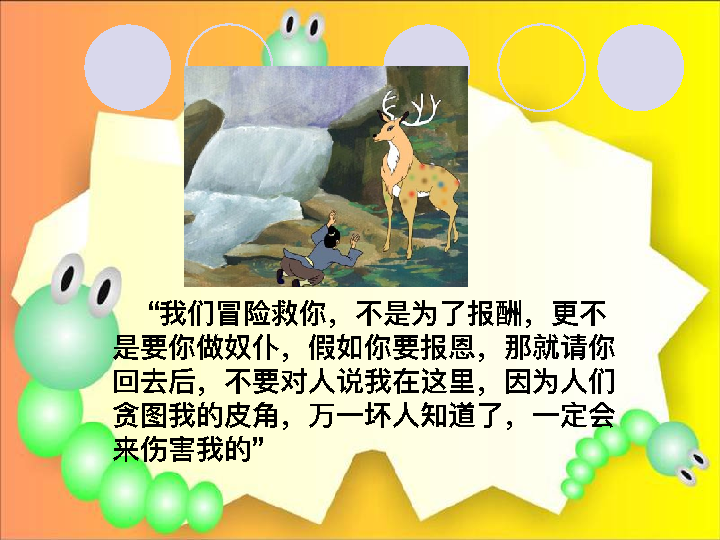 “我们冒险救你，不是为了报酬，更不
是要你做奴仆，假如你要报恩，那就请你
回去后，不要对人说我在这里，因为人们
贪图我的皮角，万一坏人知道了，一定会
来伤害我的”